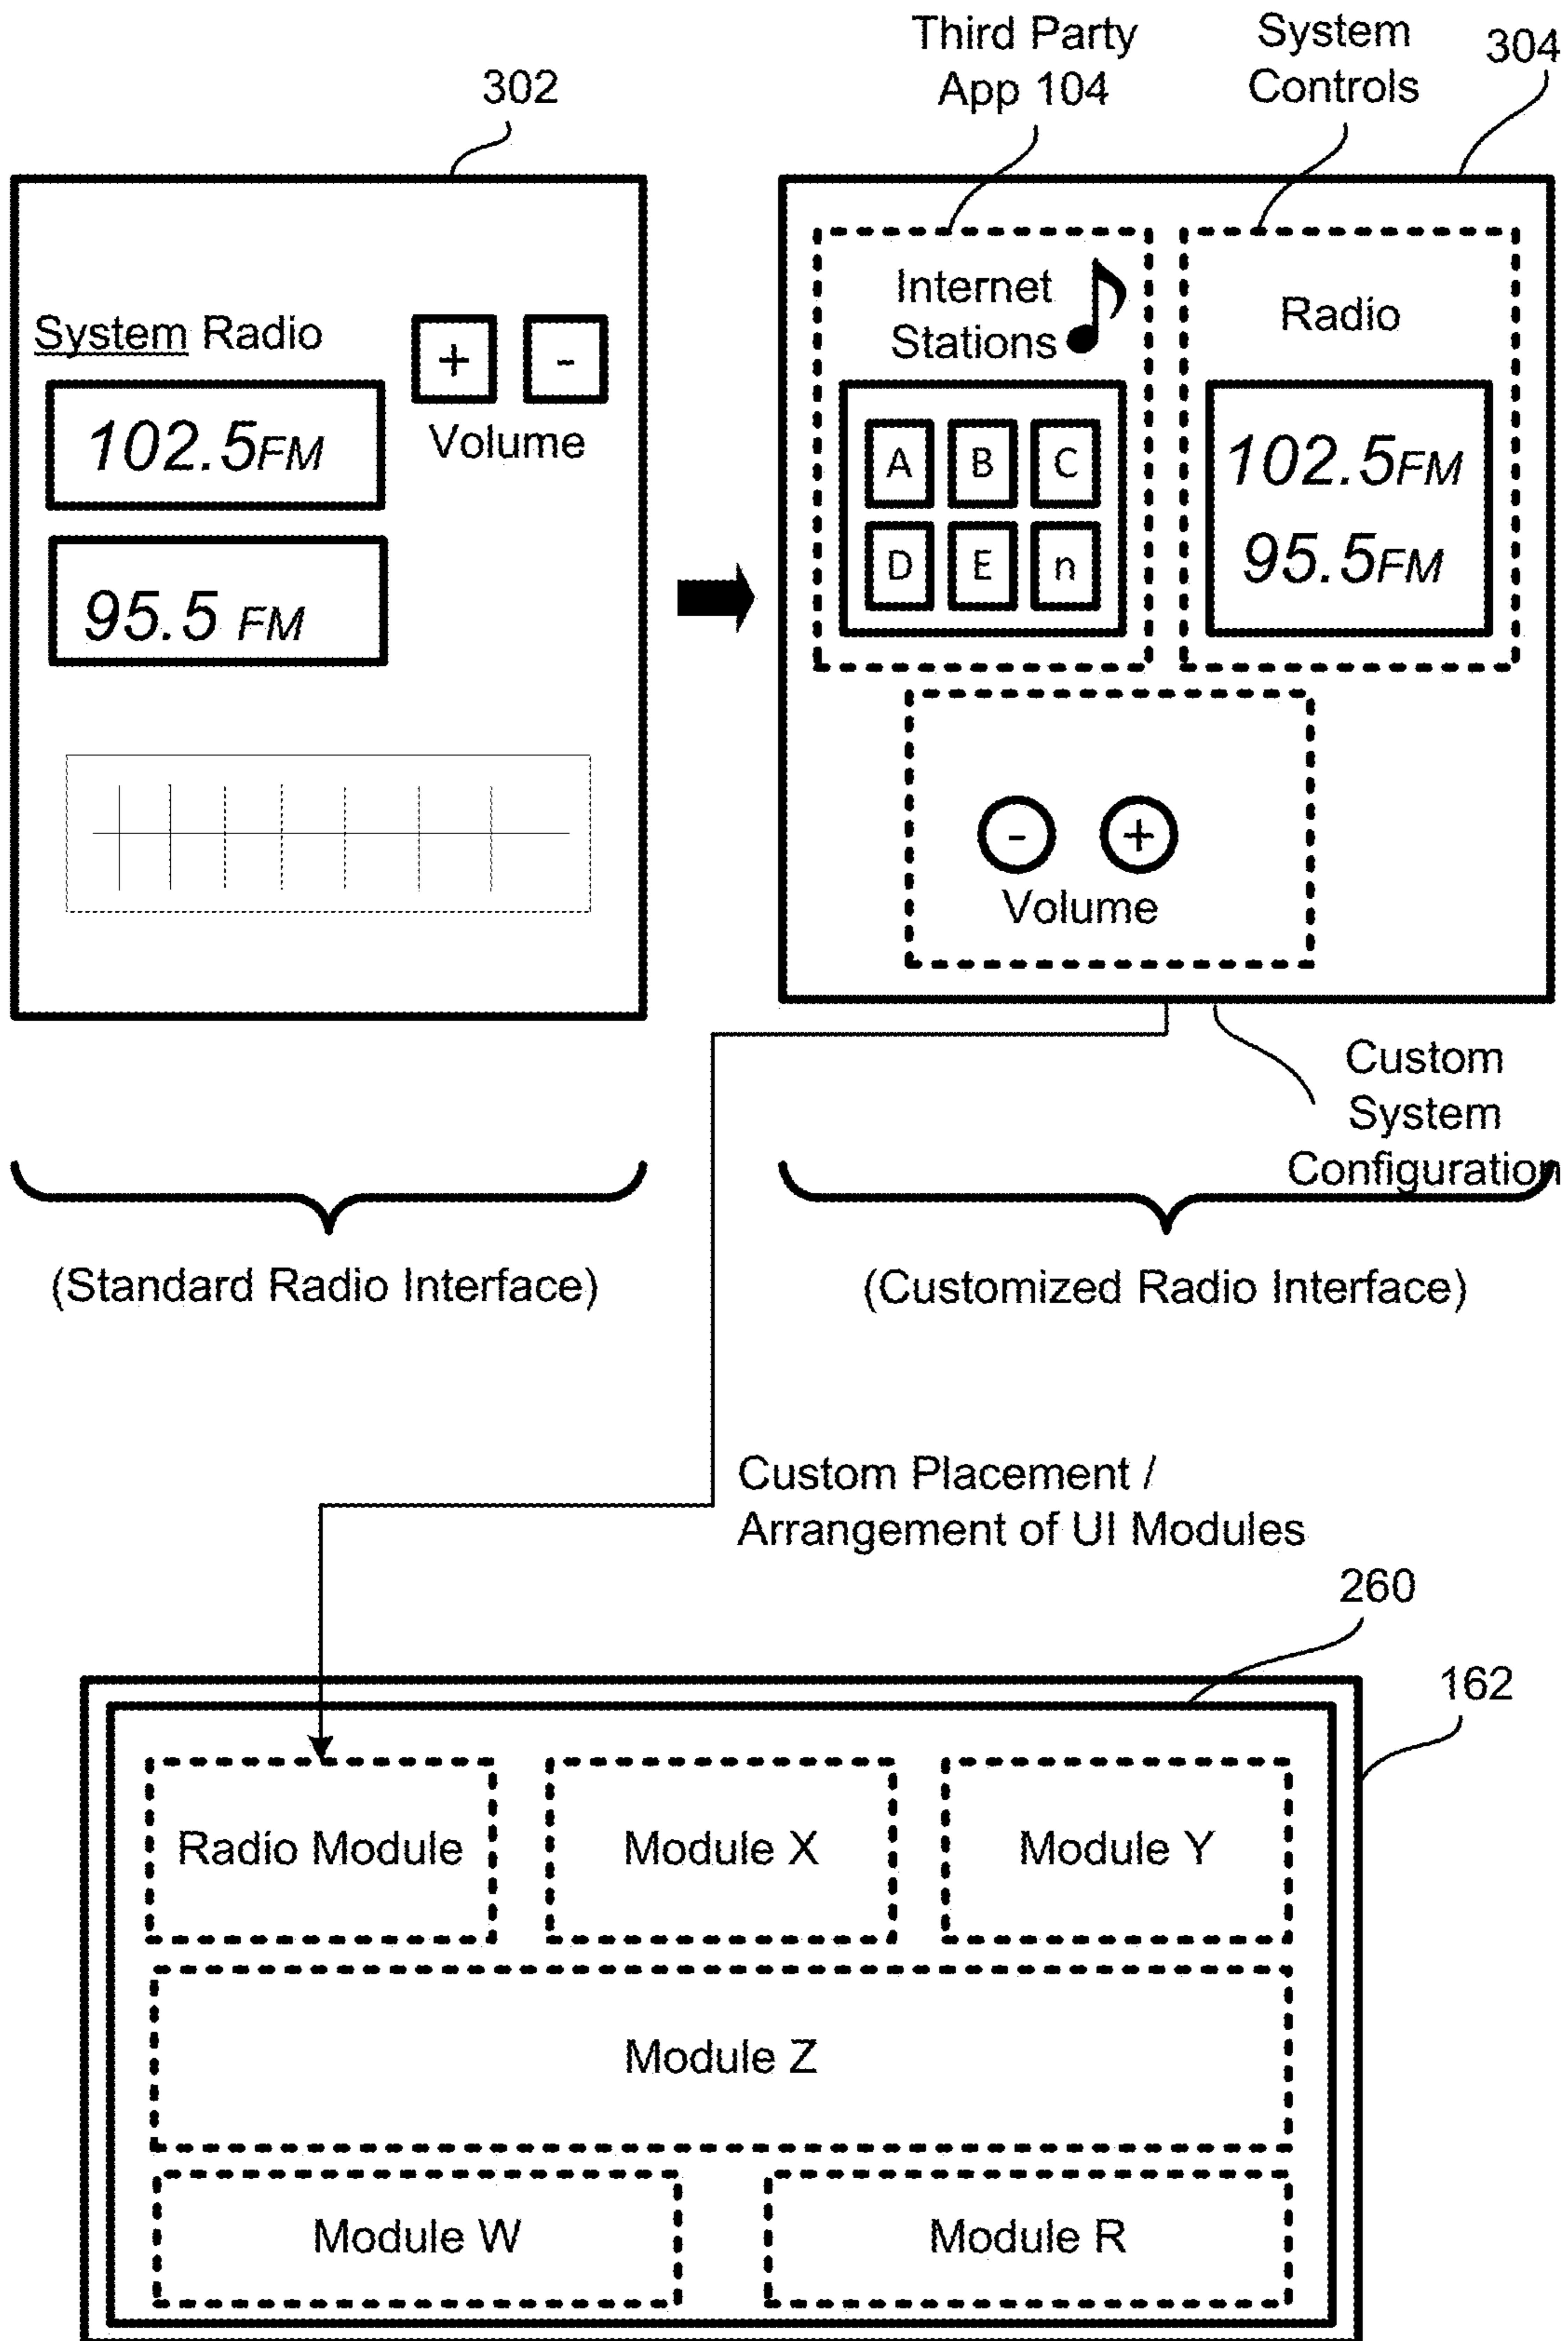 302
System Radio
102.5FM
95.5 FM
+
-
Volume
(Standard Radio Interface)
Third Party
App 104
System
Controls
304
Internet
Stations
A B C
D E n
Radio
102.5FM
95.5FM
- +
Volume
Custom
System
Configuration
(Customized Radio Interface)
Custom Placement /
Arrangement of UI Modules
260
162
Radio Module
Module X
Module Y
Module Z
Module W
Module R